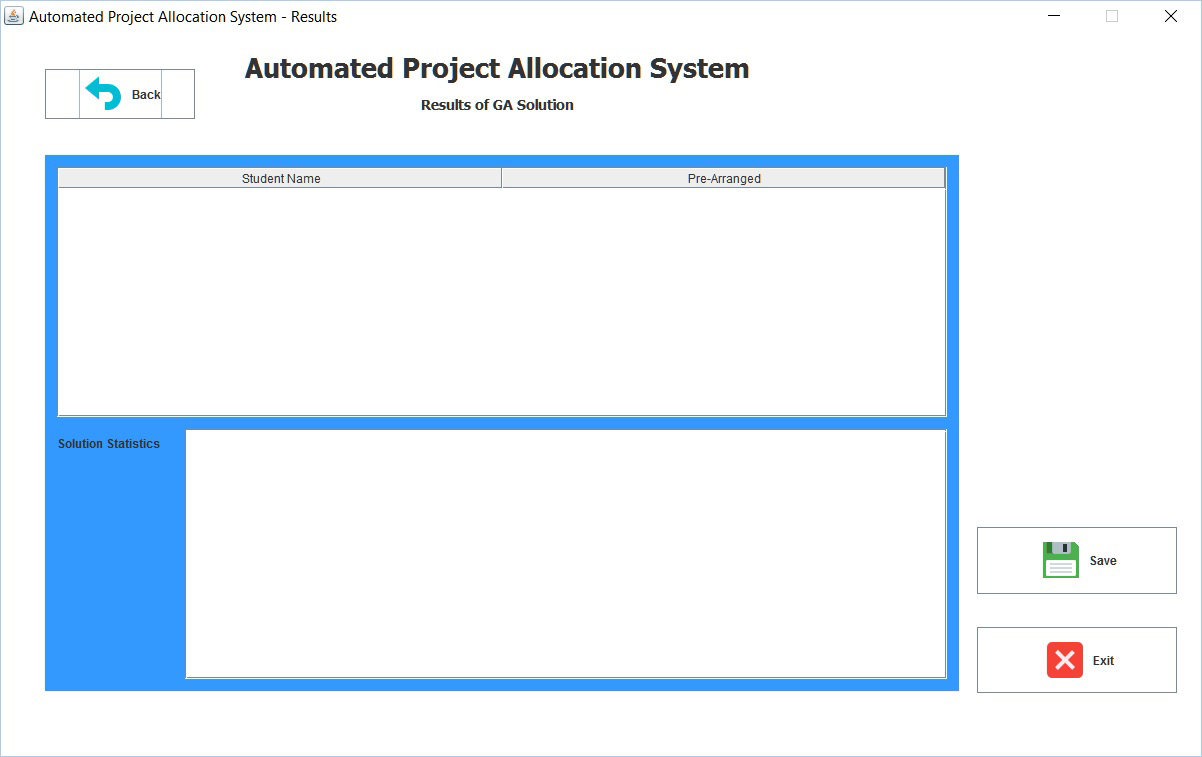 Automated Project Allocation System - Results
Automated Project Allocation System
Back
Results of GA Solution
Student Name Pre-Arranged
Solution Statistics
Save
Exit